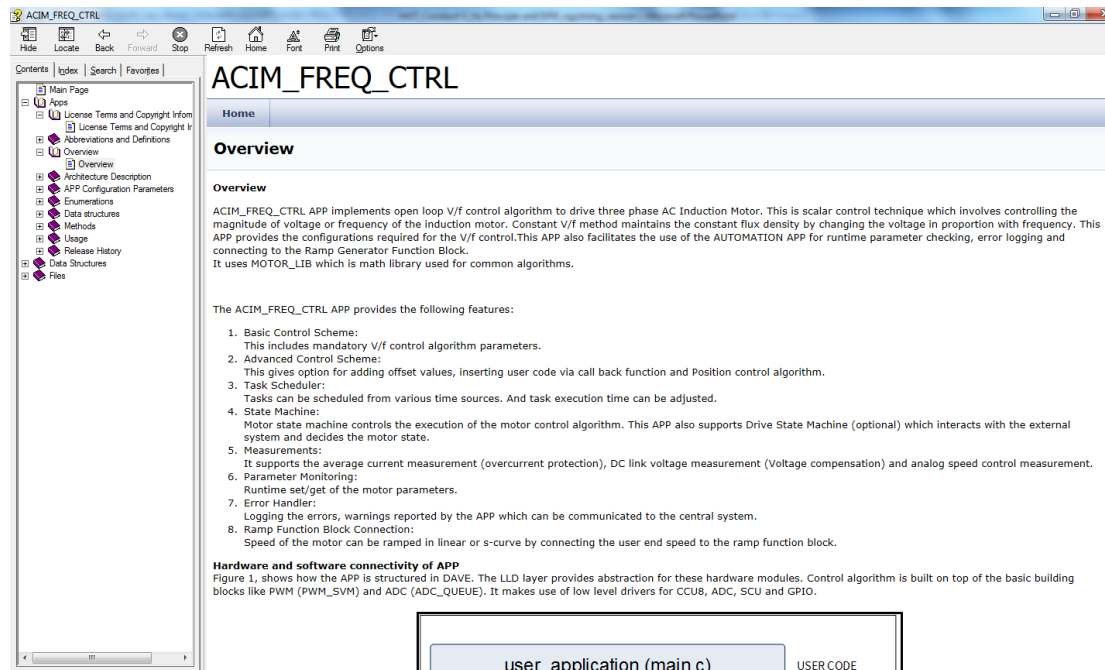 ACIM_FREQ_CTRL
Hide Locate Back Forward Stop Refresh Home Font Print Options
Contents Index Search Favorites
Main Page
Apps
License Terms and Copyright Infom
License Terms and Copyright Ir
Abbreviations and Definitions
Overview
Overview
Architecture Description
APP Configuration Parameters
Enumerations
Data structures
Methods
Usage
Release History
Data Structures
Files
ACIM_FREQ_CTRL
Home
Overview
Overview
ACIM_FREQ_CTRL APP implements open loop V/f control algorithm to drive three phase AC Induction Motor. This is scalar control technique which involves controlling the
magnitude of voltage or frequency of the induction motor. Constant V/f method maintains the constant flux density by changing the voltage in proportion with frequency. This
APP provides the configurations required for the V/f control.This APP also facilitates the use of the AUTOMATION APP for runtime parameter checking, error logging and
connecting to the Ramp Generator Function Block.
It uses MOTOR_LIB which is math library used for common algorithms.
The ACIM_FREQ_CTRL APP provides the following features:
1. Basic Control Scheme:
This includes mandatory V/f control algorithm parameters.
2. Advanced Control Scheme:
This gives option for adding offset values, inserting user code via call back function and Position control algorithm.
3. Task Scheduler:
Tasks can be scheduled from various time sources. And task execution time can be adjusted.
4. State Machine:
Motor state machine controls the execution of the motor control algorithm. This APP also supports Drive State Machine (optional) which interacts with the external
system and decides the motor state.
5. Measurements:
It supports the average current measurement (overcurrent protection), DC link voltage measurement (Voltage compensation) and analog speed control measurement.
6. Parameter Monitoring:
Runtime set/get of the motor parameters.
7. Error Handler:
Logging the errors, warnings reported by the APP which can be communicated to the central system.
8. Ramp Function Block Connection:
Speed of the motor can be ramped in linear or s-curve by connecting the user end speed to the ramp function block.
Hardware and software connectivity of APP
Figure 1, shows how the APP is structured in DAVE. The LLD layer provides abstraction for these hardware modules. Control algorithm is built on top of the basic building
blocks like PWM (PWM_SVM) and ADC (ADC_QUEUE). It makes use of low level drivers for CCU8, ADC, SCU and GPIO.
user application (main.c) USER CODE